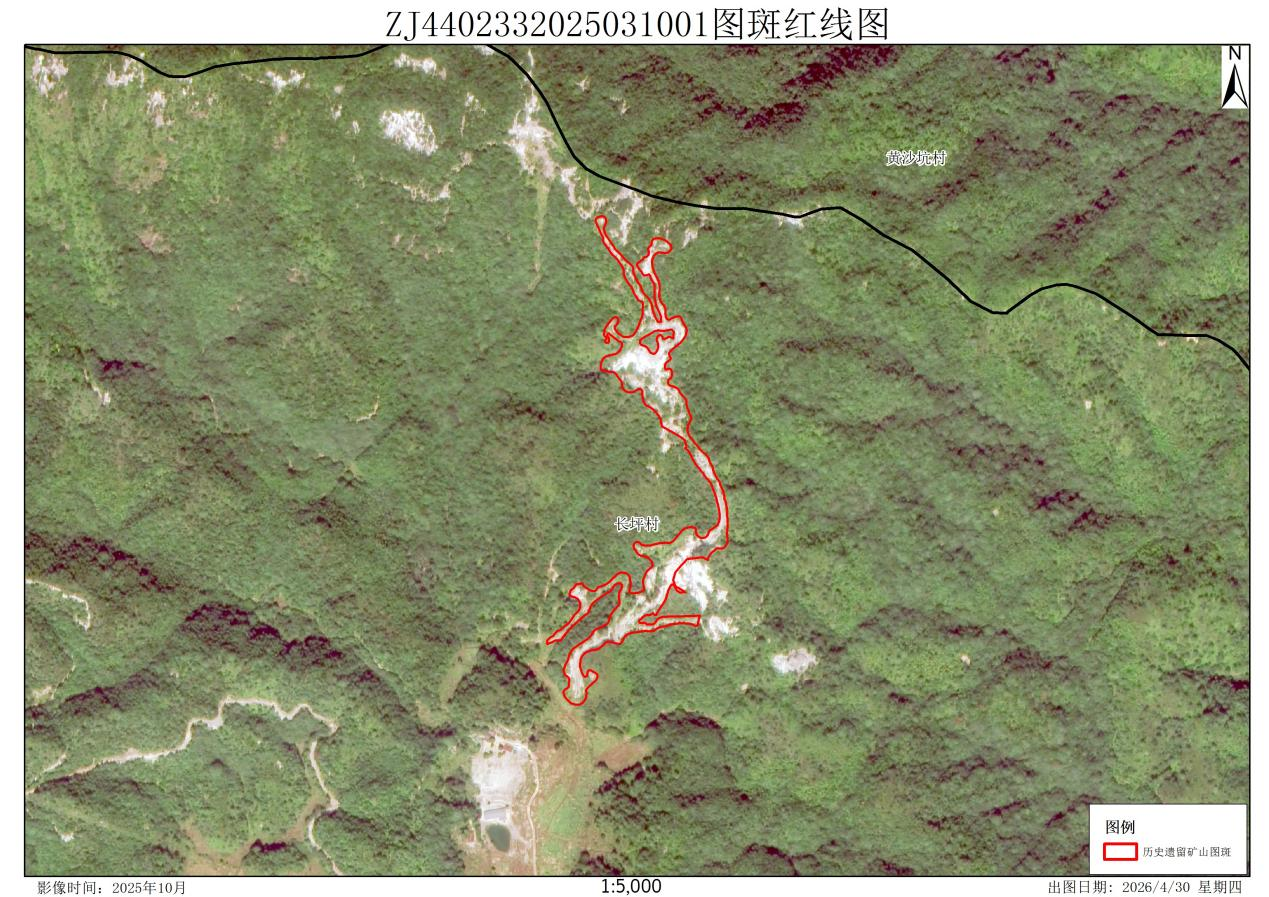 ZJ4402332025031001图斑红线图
N
黄沙坑村
长坪村
图例
历史遗留矿山图斑
影像时间：2025年10月
1:5,000
出图日期：2026/4/30 星期四